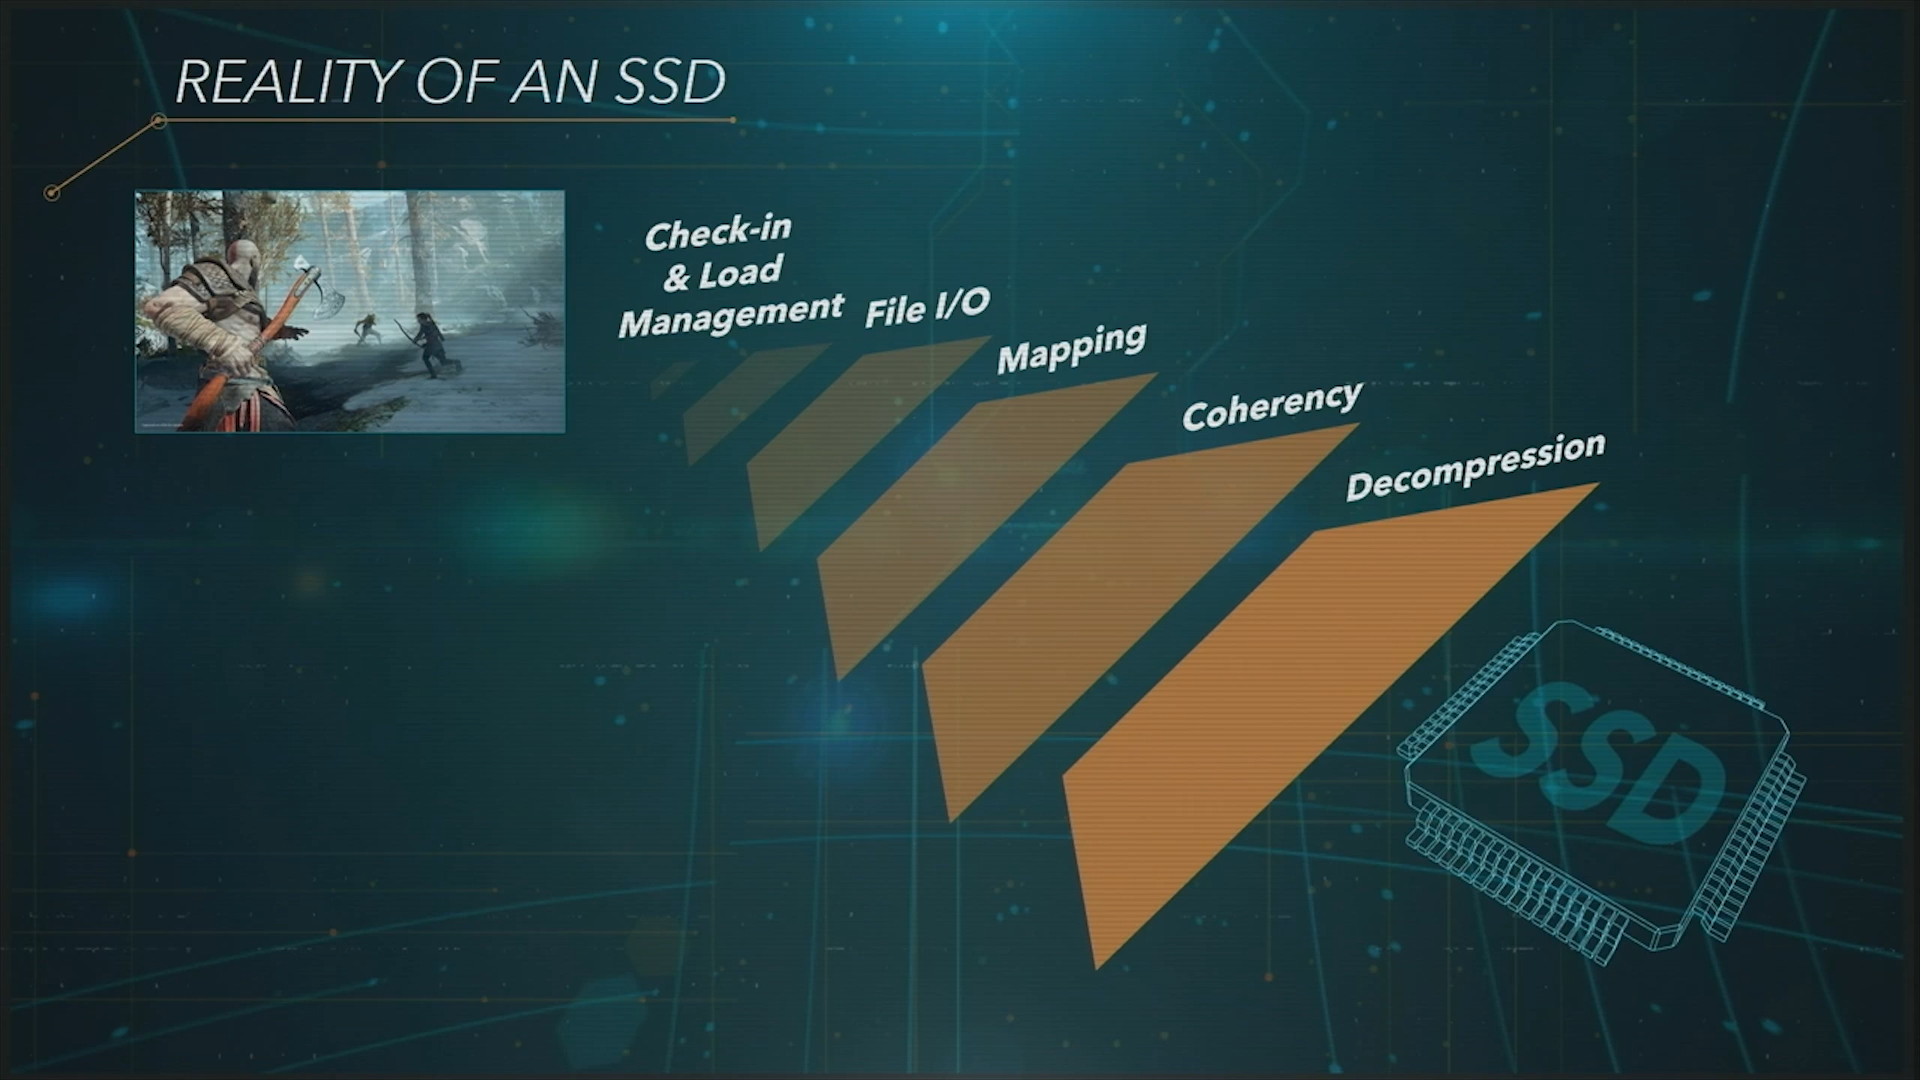 REALITY OF AN SSD
Check-in
& Load
Management
File I/O
Mapping
Coherency
Decompression
SSD